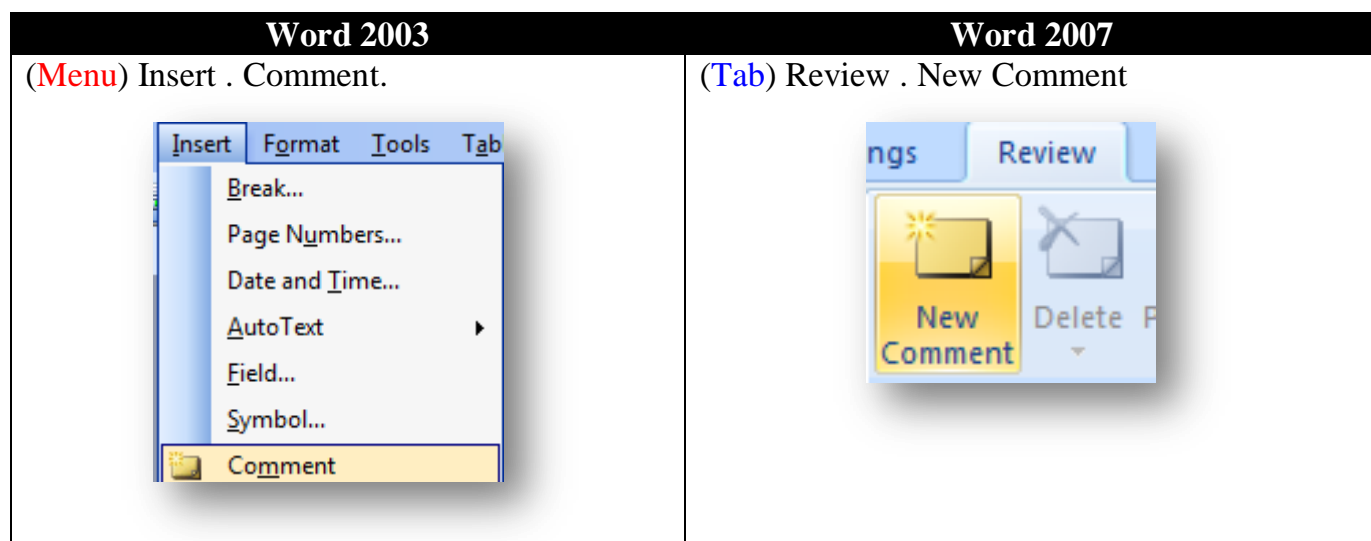 Word 2003
(Menu) Insert . Comment.
Insert Format Tools Tab
Break...
Page Numbers...
Date and Time...
AutoText
Field...
Symbol...
Comment
Word 2007
(Tab) Review . New Comment
ngs Review
New Comment
Delete